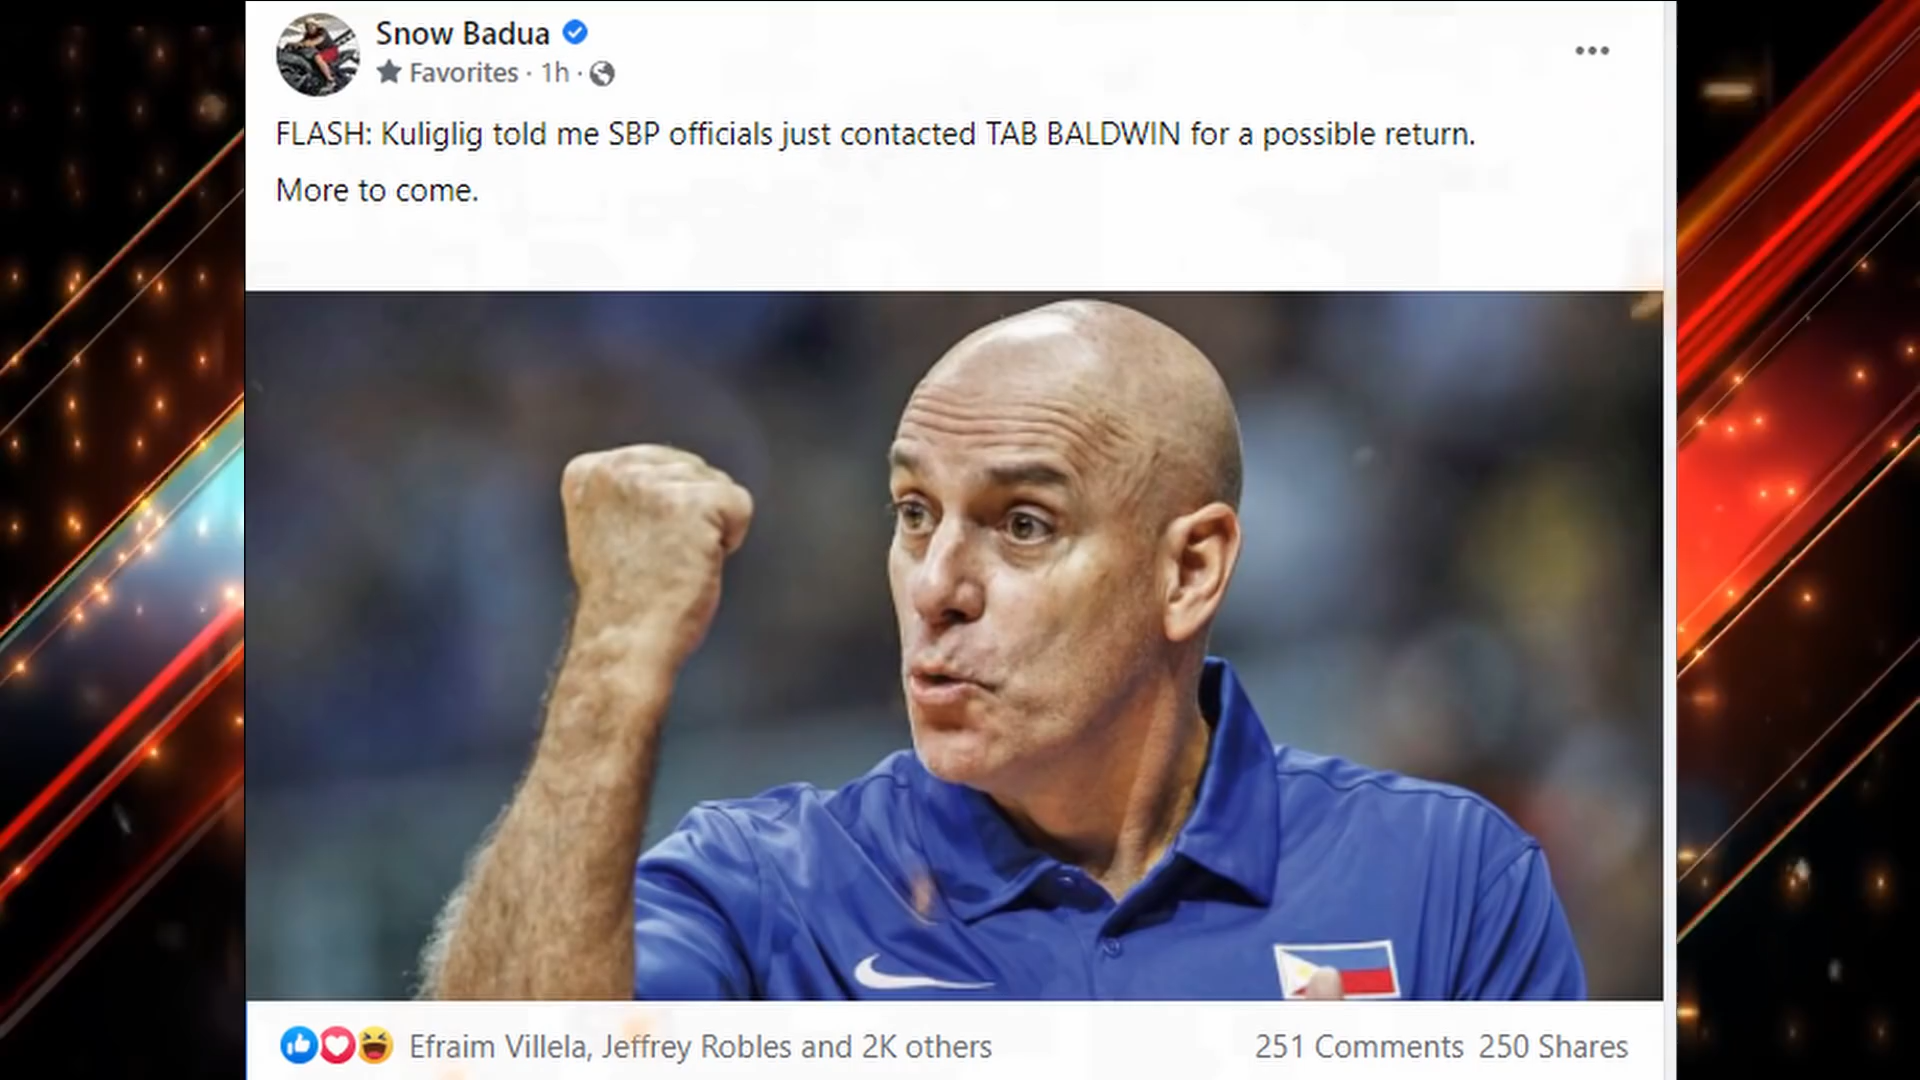 Snow Badua
Favorites · 1h ·
FLASH: Kuliglig told me SBP officials just contacted TAB BALDWIN for a possible return.
More to come.
Efraim Villela, Jeffrey Robles and 2K others
251 Comments 250 Shares